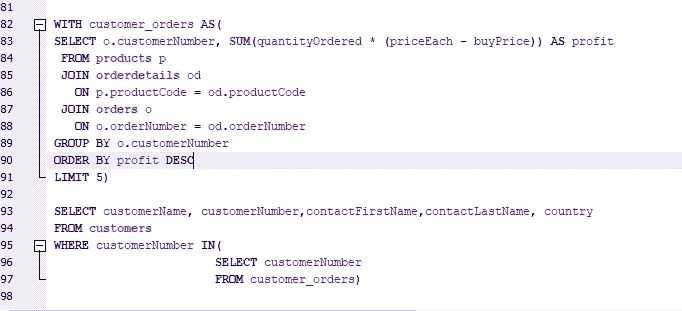 81
82 WITH customer_orders AS(
83 SELECT o.customerNumber, SUM(quantityOrdered * (priceEach - buyPrice)) AS profit
84 FROM products p
85 JOIN orderdetails od
86 ON p.productCode = od.productCode
87 JOIN orders o
88 ON o.orderNumber = od.orderNumber
89 GROUP BY o.customerNumber
90 ORDER BY profit DESC
91 LIMIT 5)
92
93 SELECT customerName, customerNumber,contactFirstName,contactLastName, country
94 FROM customers
95 WHERE customerNumber IN(
96 SELECT customerNumber
97 FROM customer_orders)
98